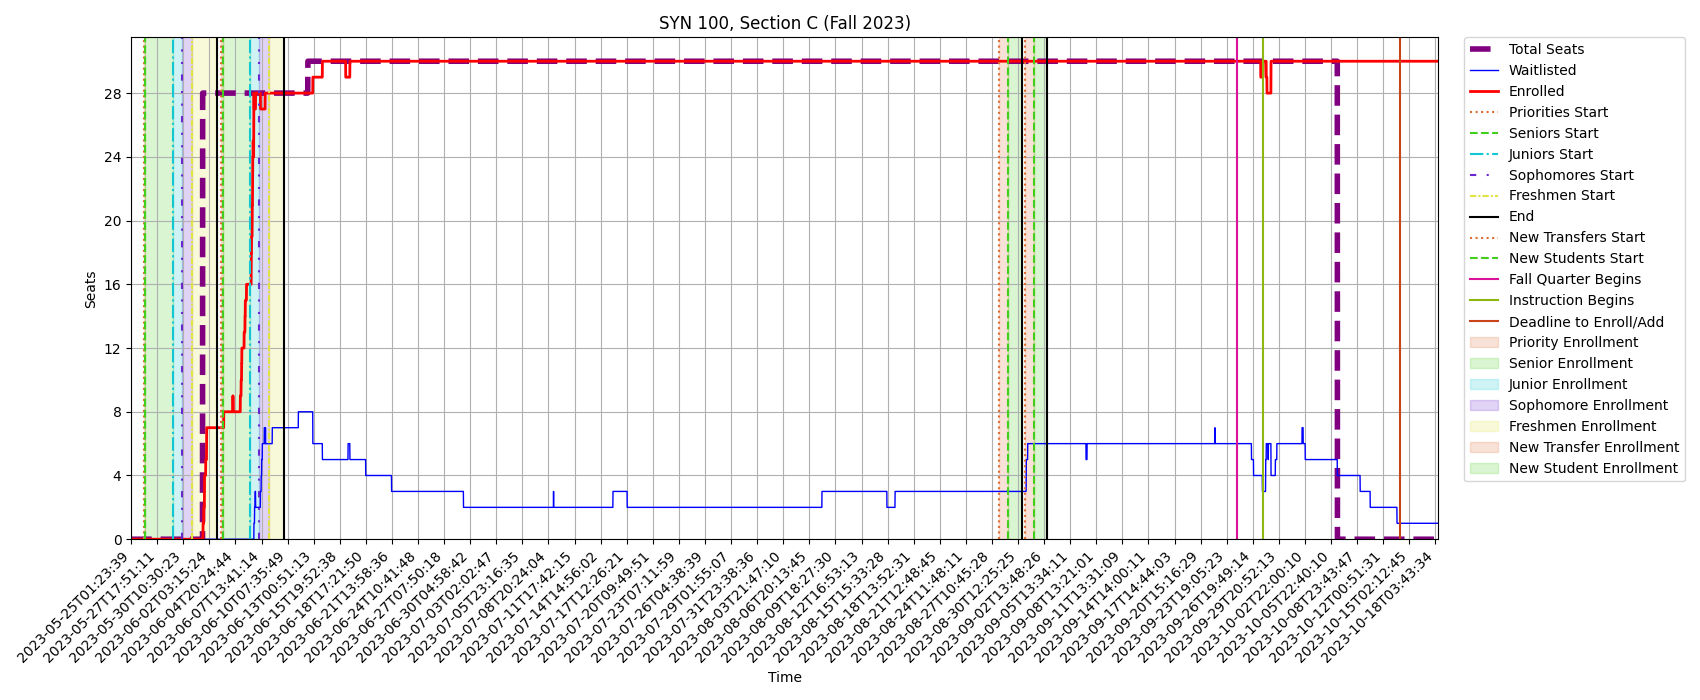 SYN 100, Section C (Fall 2023)
Seats
28
24
20
16
12
8
4
0
2023-05-25T01:23:39
2023-05-27T17:51:11
2023-05-30T10:30:23
2023-06-02T03:15:24
2023-06-04T20:24:44
2023-06-07T13:41:14
2023-06-10T07:35:49
2023-06-13T00:51:13
2023-06-15T19:52:38
2023-06-18T17:21:50
2023-06-21T13:58:36
2023-06-24T10:41:48
2023-06-27T07:50:18
2023-06-30T04:58:42
2023-07-03T02:02:47
2023-07-05T23:16:35
2023-07-08T20:24:04
2023-07-11T17:42:15
2023-07-14T14:56:02
2023-07-17T12:26:21
2023-07-20T09:49:51
2023-07-23T07:11:59
2023-07-26T04:38:39
2023-07-29T01:55:07
2023-07-31T23:38:36
2023-08-03T21:47:10
2023-08-06T20:13:45
2023-08-09T18:27:30
2023-08-12T16:53:13
2023-08-15T15:33:28
2023-08-18T13:52:31
2023-08-21T12:48:45
2023-08-24T11:48:11
2023-08-27T10:45:28
2023-08-30T12:25:23
2023-09-02T13:48:26
2023-09-05T13:34:11
2023-09-08T13:21:01
2023-09-11T13:31:09
2023-09-14T14:00:11
2023-09-17T14:44:03
2023-09-20T15:16:29
2023-09-23T19:05:23
2023-09-26T19:49:14
2023-09-29T20:52:13
2023-10-02T22:00:10
2023-10-05T22:40:10
2023-10-08T23:43:47
2023-10-12T00:51:31
2023-10-15T02:12:45
2023-10-18T03:43:34
Time
Total Seats
Waitlisted
Enrolled
Priorities Start
Seniors Start
Juniors Start
Sophomores Start
Freshmen Start
End
New Transfers Start
New Students Start
Fall Quarter Begins
Instruction Begins
Deadline to Enroll/Add
Priority Enrollment
Senior Enrollment
Junior Enrollment
Sophomore Enrollment
Freshmen Enrollment
New Transfer Enrollment
New Student Enrollment